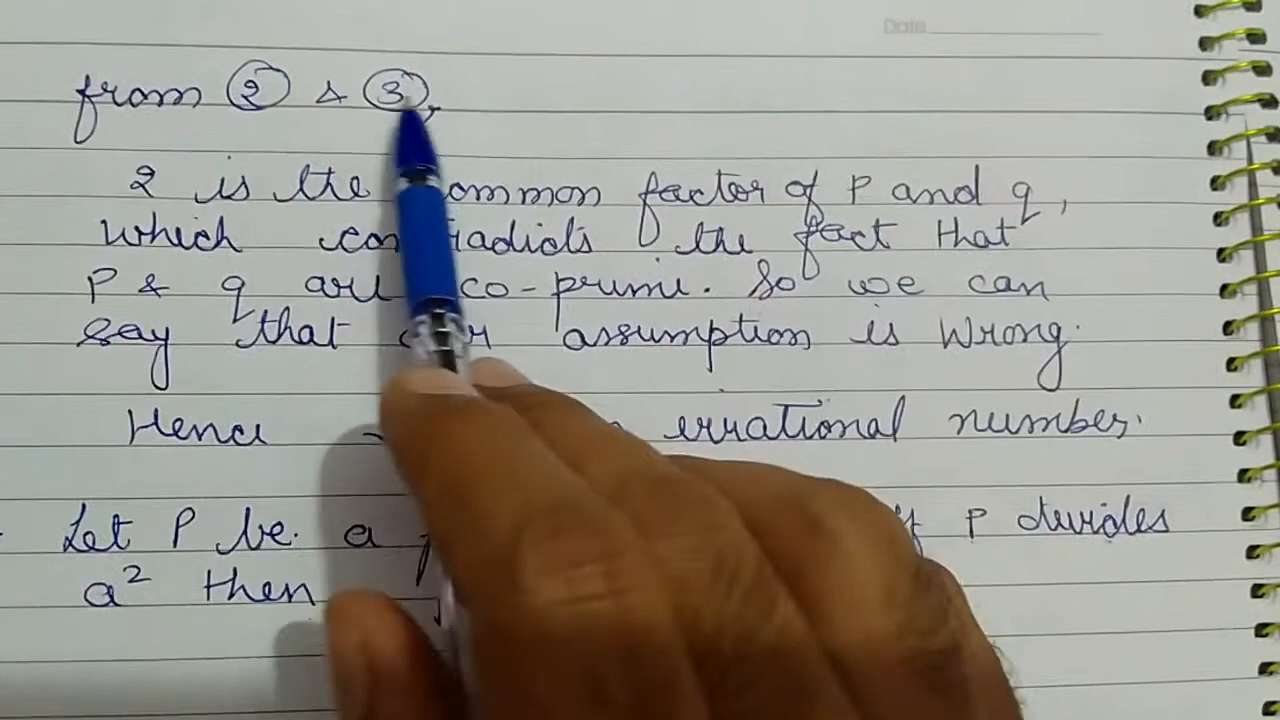 Date
from ② & ③,
2 is the common factor of P and q,
which contradicts the fact that
P & q are co-prime. So we can
say that our assumption is wrong.
Hence irrational number.
Let P be a P divides
a² then